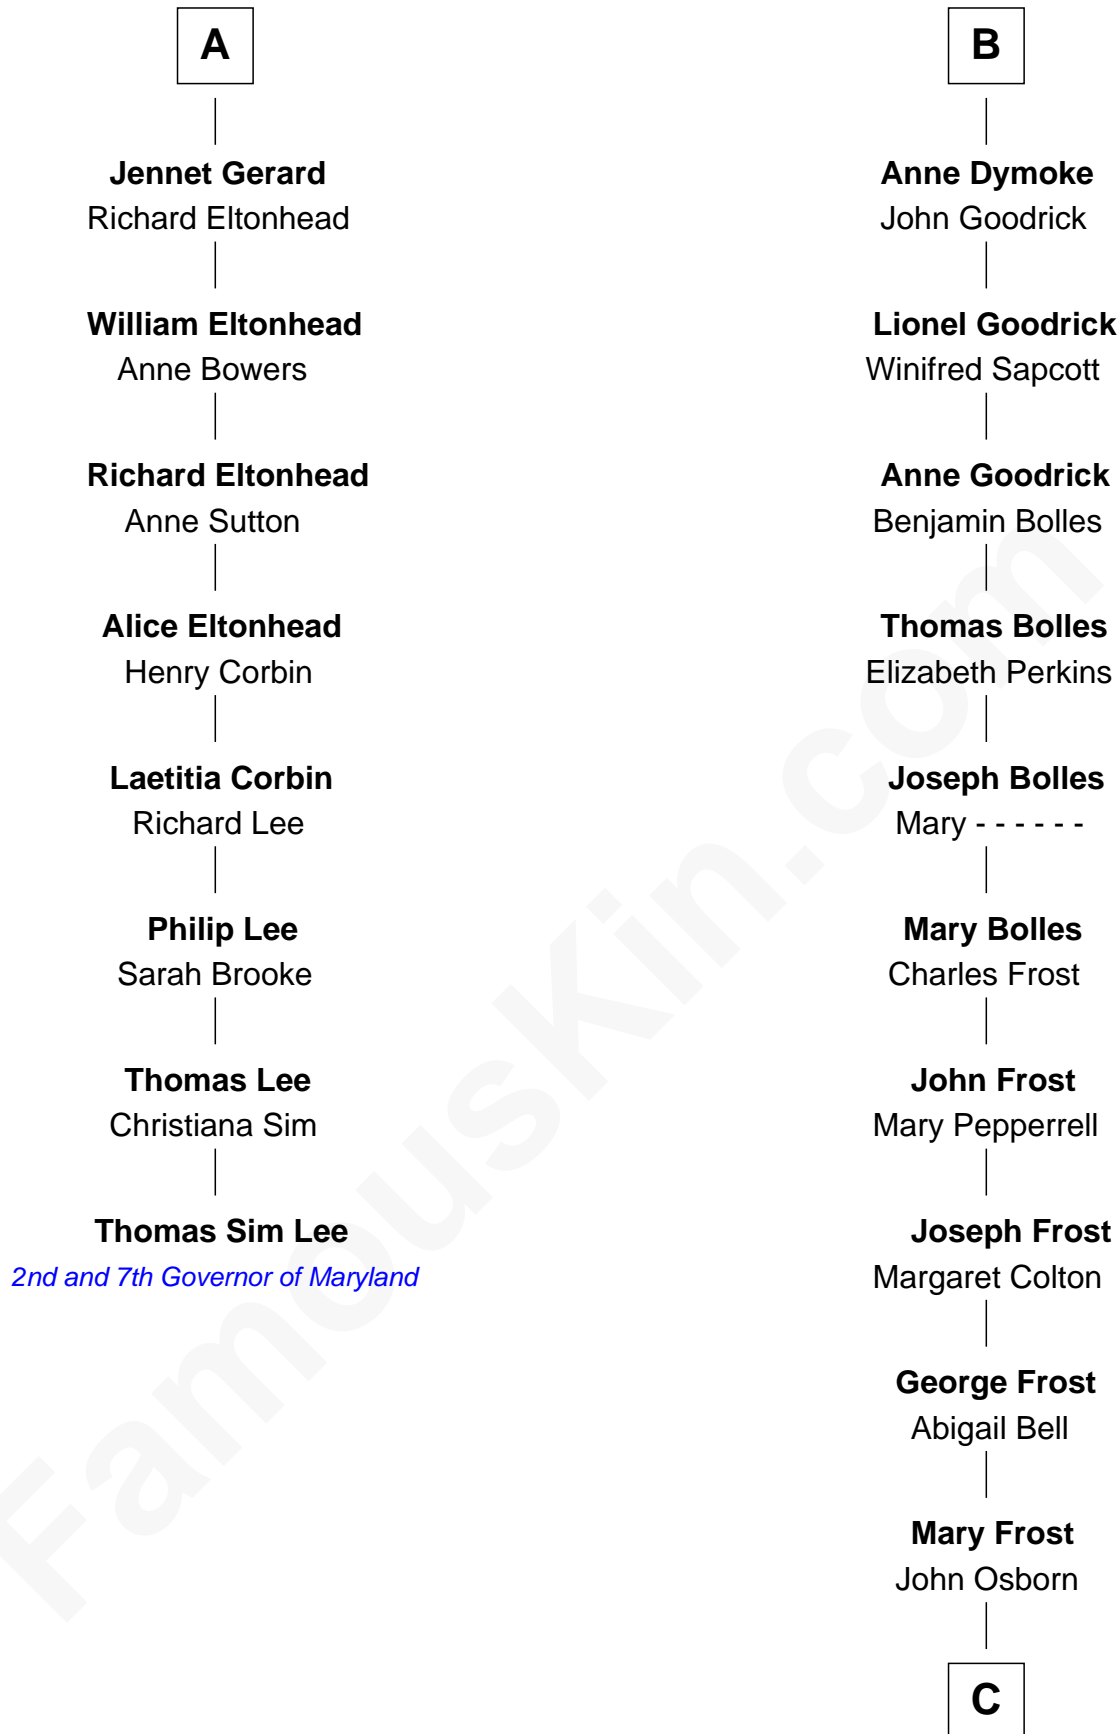 A
Jennet Gerard
Richard Eltonhead
William Eltonhead
Anne Bowers
Richard Eltonhead
Anne Sutton
Alice Eltonhead
Henry Corbin
Laetitia Corbin
Richard Lee
Philip Lee
Sarah Brooke
Thomas Lee
Christiana Sim
Thomas Sim Lee
2nd and 7th Governor of Maryland
B
Anne Dymoke
John Goodrick
Lionel Goodrick
Winifred Sapcott
Anne Goodrick
Benjamin Bolles
Thomas Bolles
Elizabeth Perkins
Joseph Bolles
Mary - - - - - -
Mary Bolles
Charles Frost
John Frost
Mary Pepperrell
Joseph Frost
Margaret Colton
George Frost
Abigail Bell
Mary Frost
John Osborn
C
FamousKin.com